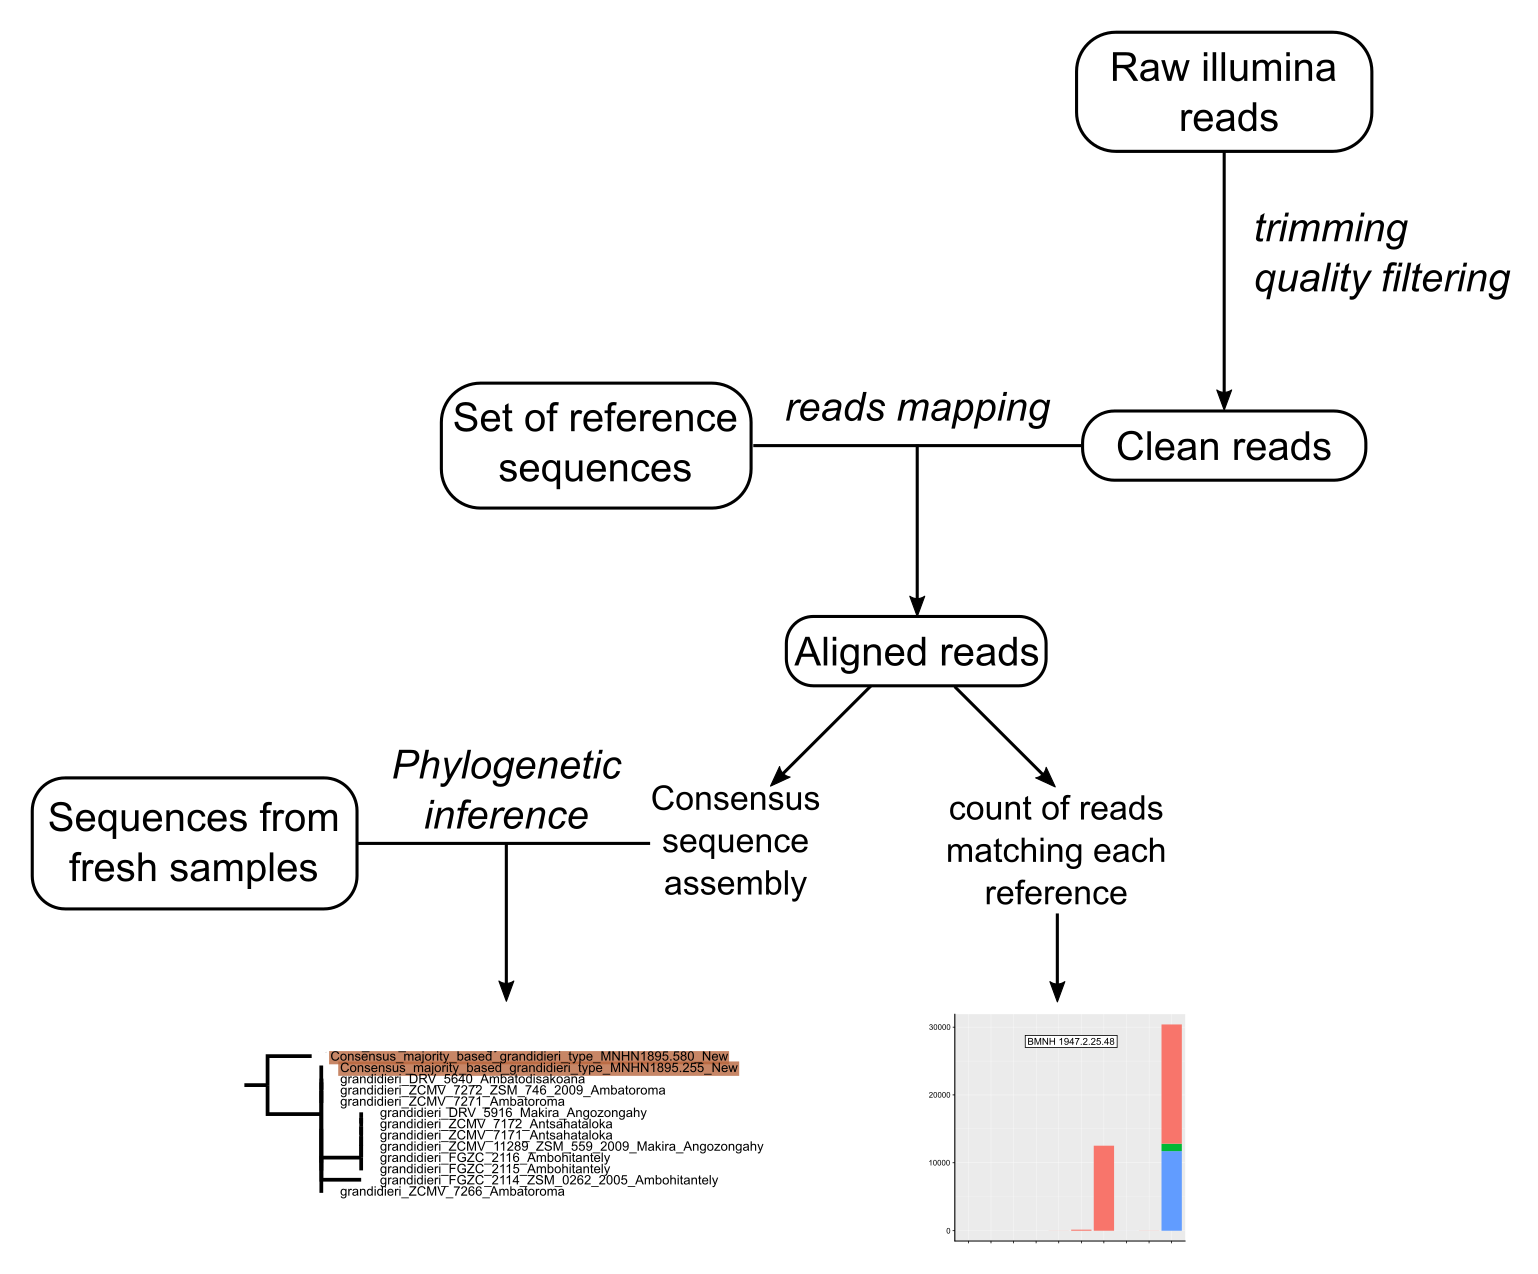 Raw illumina
reads
trimming
quality filtering
Set of reference
sequences
reads mapping
Clean reads
Aligned reads
Phylogenetic
inference
Sequences from
fresh samples
Consensus
sequence
assembly
count of reads
matching each
reference
Consensus_majority_based_grandidieri_type_MNHN1895.580_New
Consensus_majority_based_grandidieri_type_MNHN1895.255_New
grandidieri_DRV_5640_Ambatodisakoana
grandidieri_ZCMV_7272_ZSM_746_2009_Ambatoroma
grandidieri_ZCMV_7271_Ambatoroma
grandidieri_DRV_5916_Makira_Angozongahy
grandidieri_ZCMV_7172_Antsahataloka
grandidieri_ZCMV_7171_Antsahataloka
grandidieri_ZCMV_11289_ZSM_559_2009_Makira_Angozongahy
grandidieri_FGZC_2116_Ambohitantely
grandidieri_FGZC_2115_Ambohitantely
grandidieri_FGZC_2114_ZSM_0262_2005_Ambohitantely
grandidieri_ZCMV_7266_Ambatoroma
BMNH 1947.2.25.48
30000
20000
10000
0